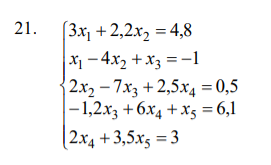 21. 3x₁ + 2,2x₂ = 4,8
x₁ – 4x₂ + x₃ = –1
2x₂ – 7x₃ + 2,5x₄ = 0,5
–1,2x₃ + 6x₄ + x₅ = 6,1
2x₄ + 3,5x₅ = 3